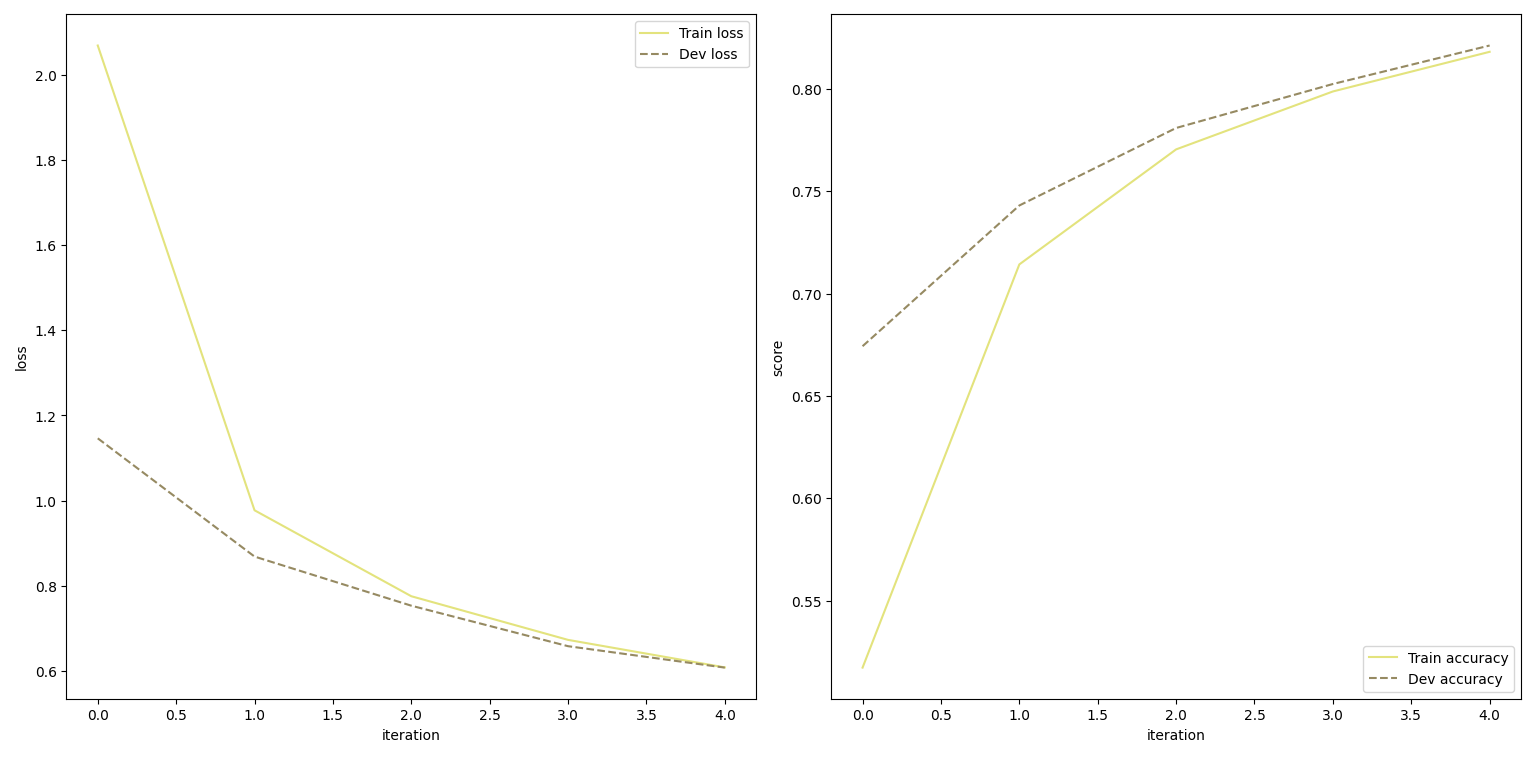 Train loss
Dev loss
2.0
1.8
1.6
1.4
1.2
1.0
0.8
0.6
loss
0.0 0.5 1.0 1.5 2.0 2.5 3.0 3.5 4.0
iteration
0.80
0.75
0.70
0.65
0.60
0.55
score
Train accuracy
Dev accuracy
0.0 0.5 1.0 1.5 2.0 2.5 3.0 3.5 4.0
iteration